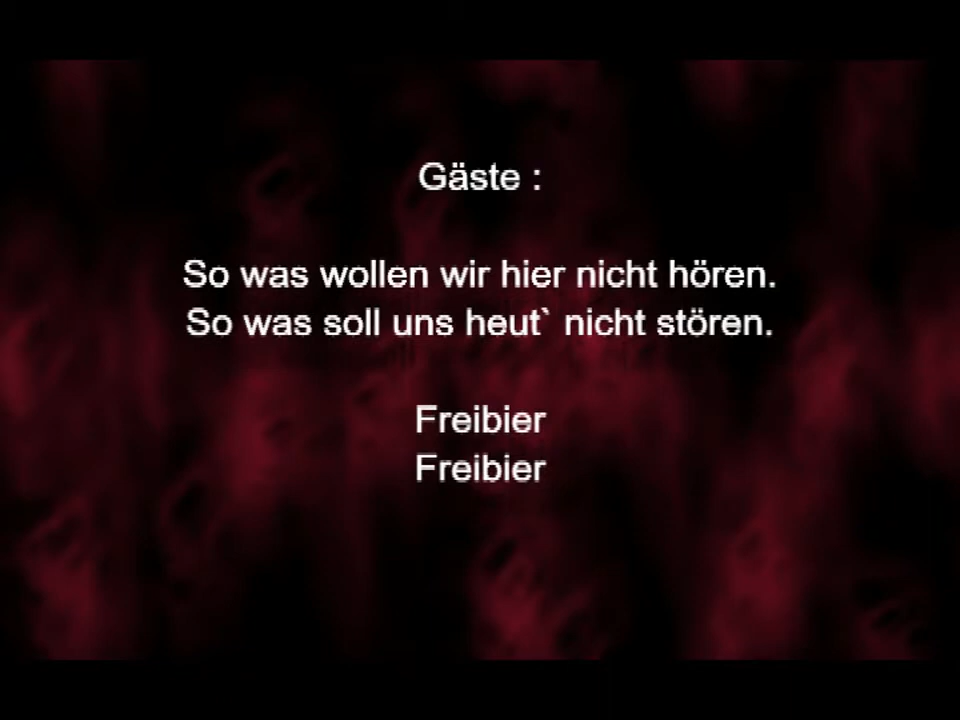 Gäste :
So was wollen wir hier nicht hören.
So was soll uns heut` nicht stören.
Freibier
Freibier